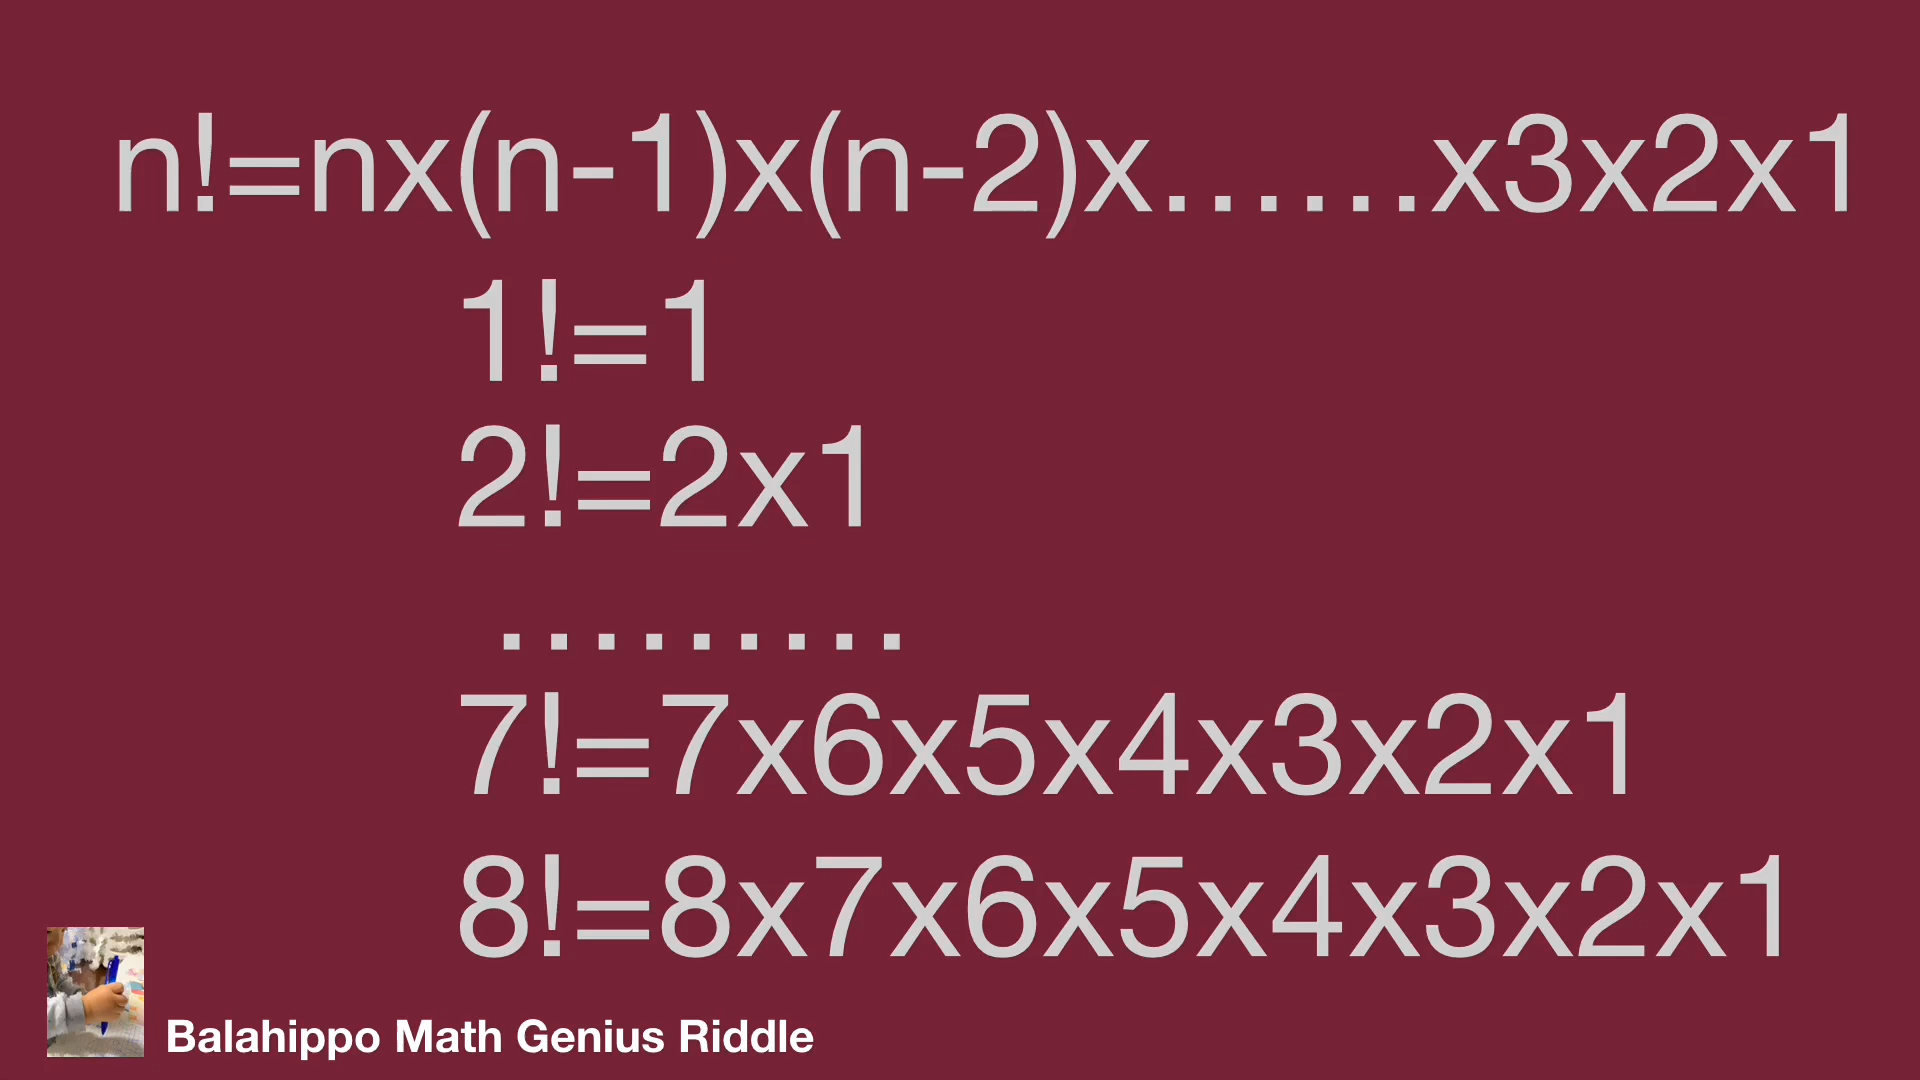 n!=nx(n-1)x(n-2)x......x3x2x1
1!=1
2!=2x1
.........
7!=7x6x5x4x3x2x1
8!=8x7x6x5x4x3x2x1
Balahippo Math Genius Riddle